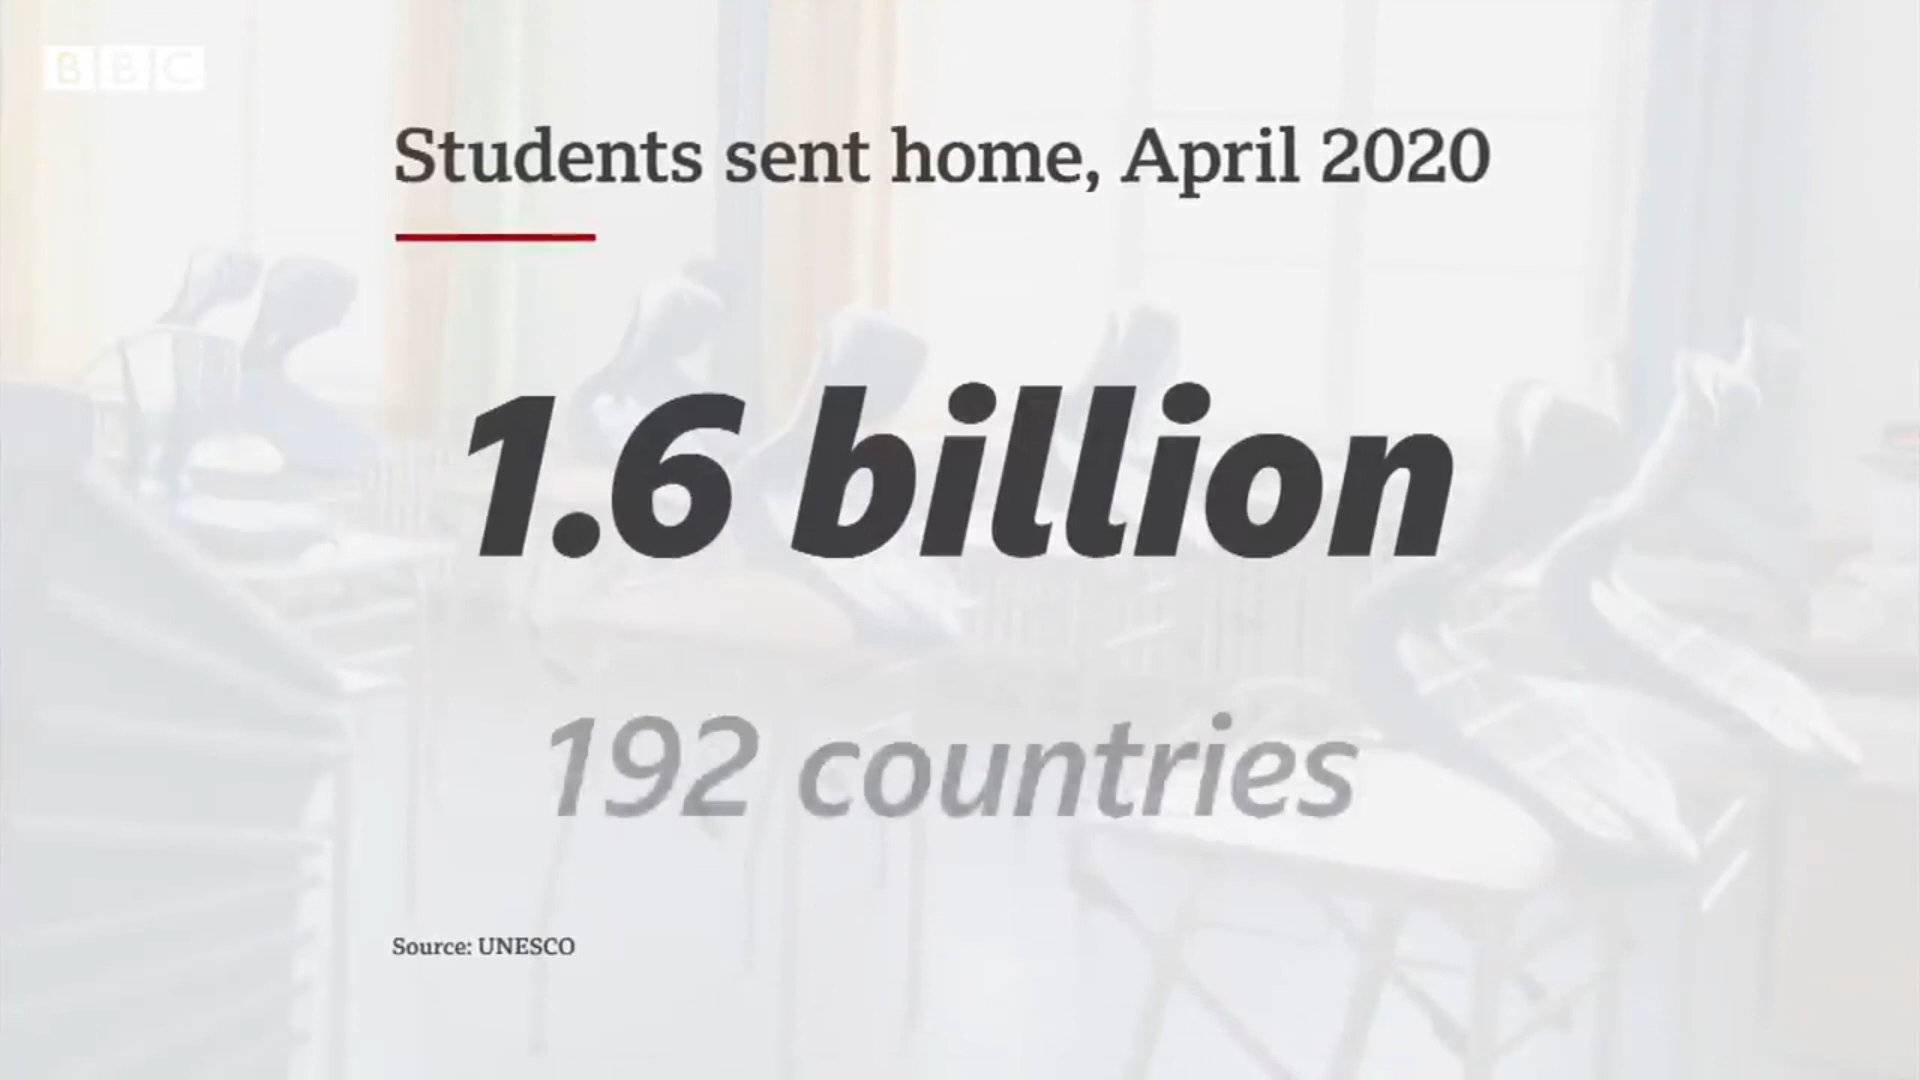 BBC
Students sent home, April 2020
1.6 billion
192 countries
Source: UNESCO